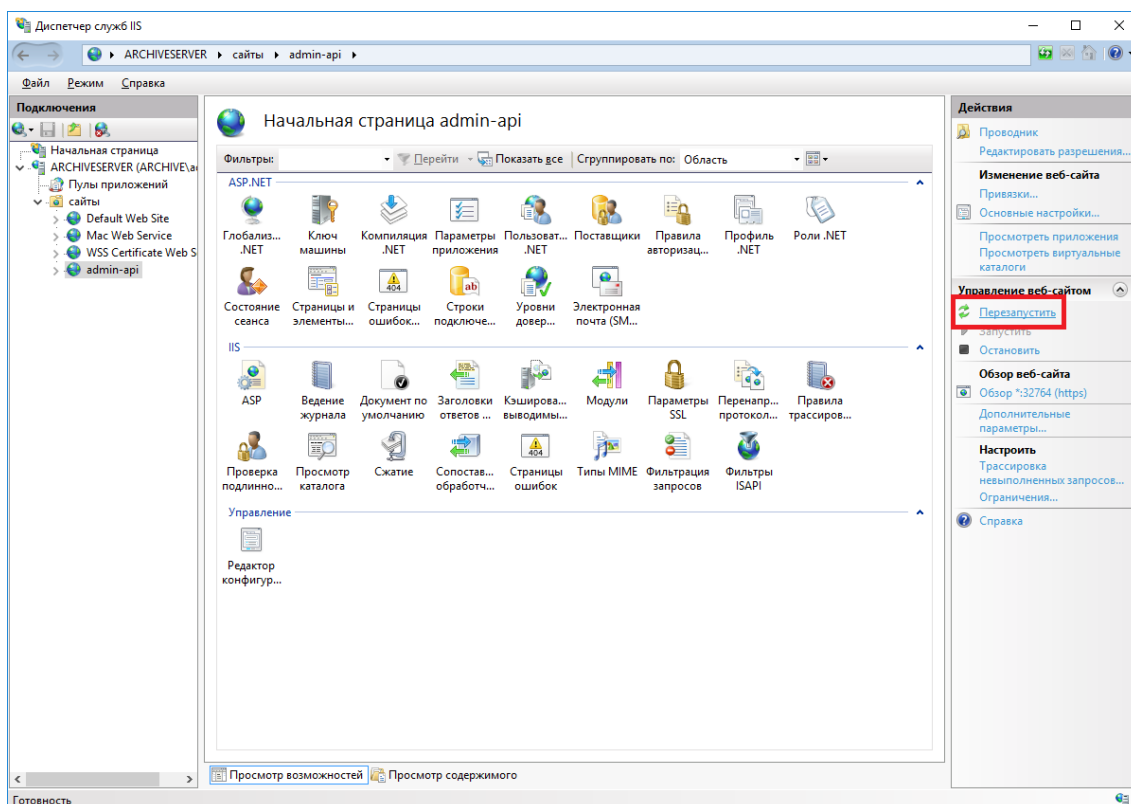 Диспетчер служб IIS
ARCHIVESERVER сайты admin-api
Файл Режим Справка
Подключения
Начальная страница
ARCHIVESERVER (ARCHIVE\a
Пулы приложений
сайты
Default Web Site
Mac Web Service
WSS Certificate Web S
admin-api
Начальная страница admin-api
Фильтры: Перейти Показать все Сгруппировать по: Область
ASP.NET
Глобализ... Ключ Компиляция Параметры Пользоват... Поставщики Правила Профиль Роли .NET
.NET машины .NET приложения .NET авторизац... .NET
Состояние Страницы и Страницы Строки Уровни Электронная
сеанса элементы... ошибок... подключе... довер... почта (SM...
IIS
ASP Ведение Документ по Заголовки Кэширова... Модули Параметры Перенапр... Правила
журнала умолчанию ответов ... выводимы... SSL протокол... трассиров...
Проверка Просмотр Сжатие Сопостав... Страницы Типы MIME Фильтрация Фильтры
подлинно... каталога обработч... ошибок запросов ISAPI
Управление
Редактор
конфигур...
Просмотр возможностей Просмотр содержимого
Действия
Проводник
Редактировать разрешения...
Изменение веб-сайта
Привязки...
Основные настройки...
Просмотреть приложения
Просмотреть виртуальные
каталоги
Управление веб-сайтом
Перезапустить
Запустить
Остановить
Обзор веб-сайта
Обзор *:32764 (https)
Дополнительные
параметры...
Настроить
Трассировка
невыполненных запросов...
Ограничения...
Справка
Готовность